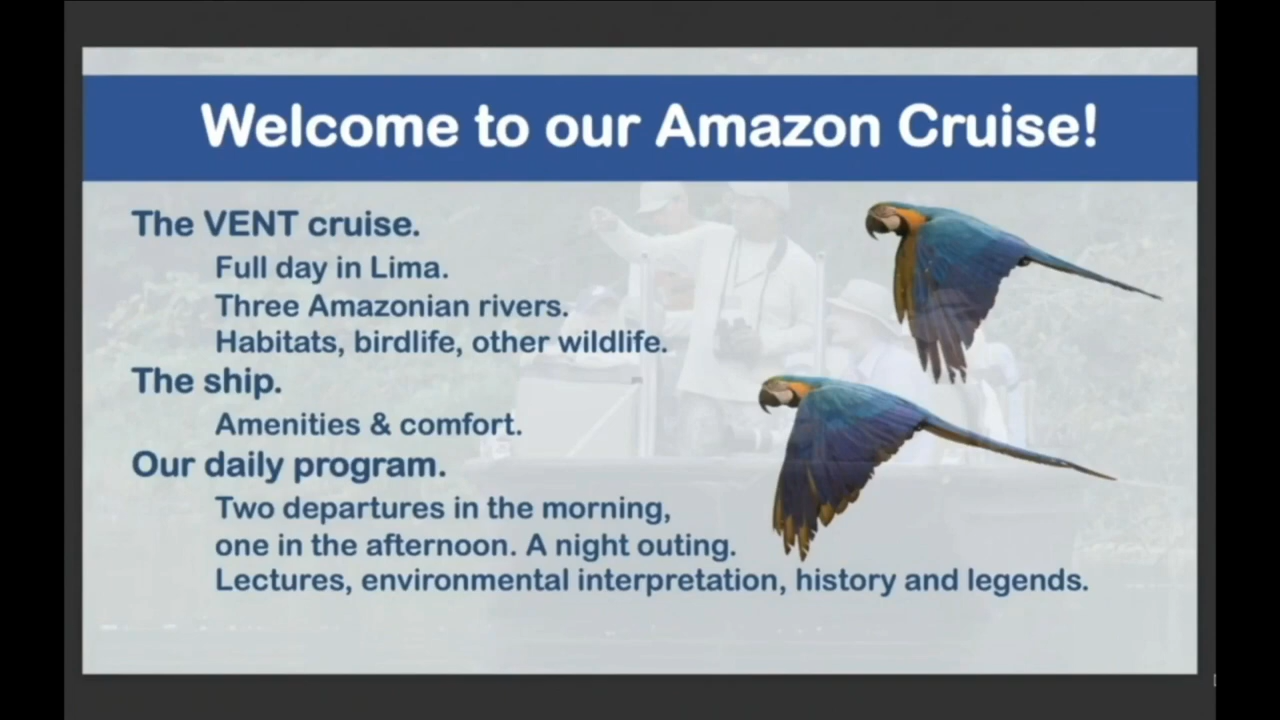 Welcome to our Amazon Cruise!
The VENT cruise.
Full day in Lima.
Three Amazonian rivers.
Habitats, birdlife, other wildlife.
The ship.
Amenities & comfort.
Our daily program.
Two departures in the morning,
one in the afternoon. A night outing.
Lectures, environmental interpretation, history and legends.